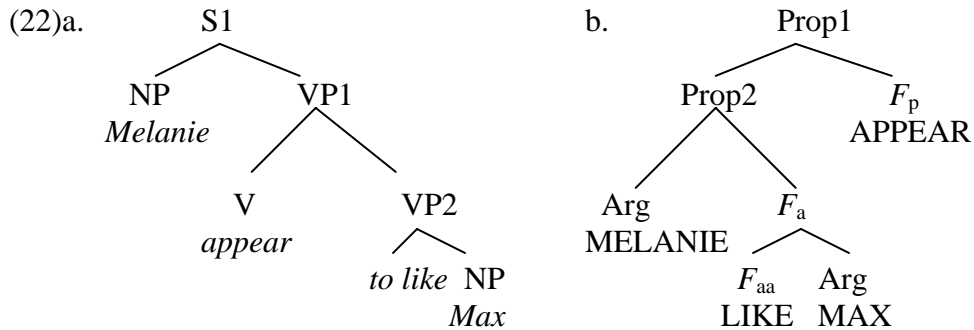 (22)a. S1 b. Prop1
NP VP1 Prop2 Fp
Melanie APPEAR
V VP2 Arg Fa
appear MELANIE
to like NP Faa Arg
Max LIKE MAX